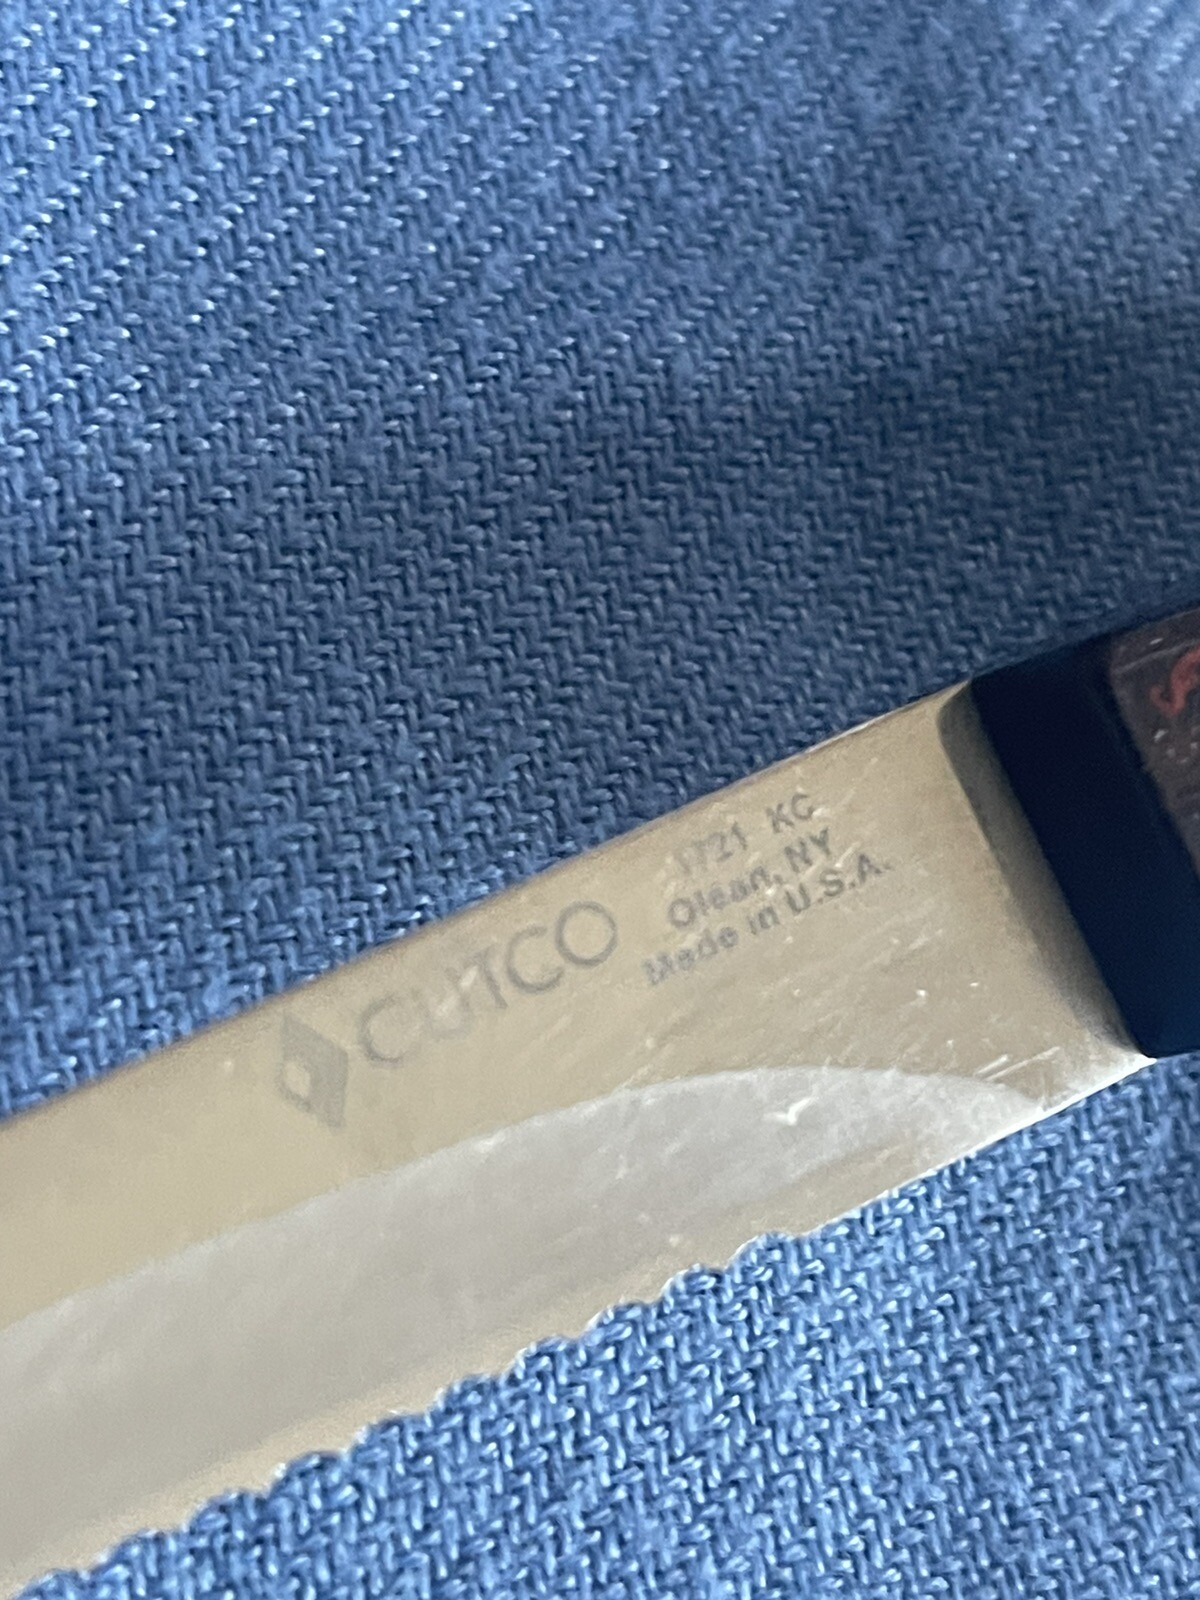 CUTCO
1721 KC
Olean, NY
Made in U.S.A.